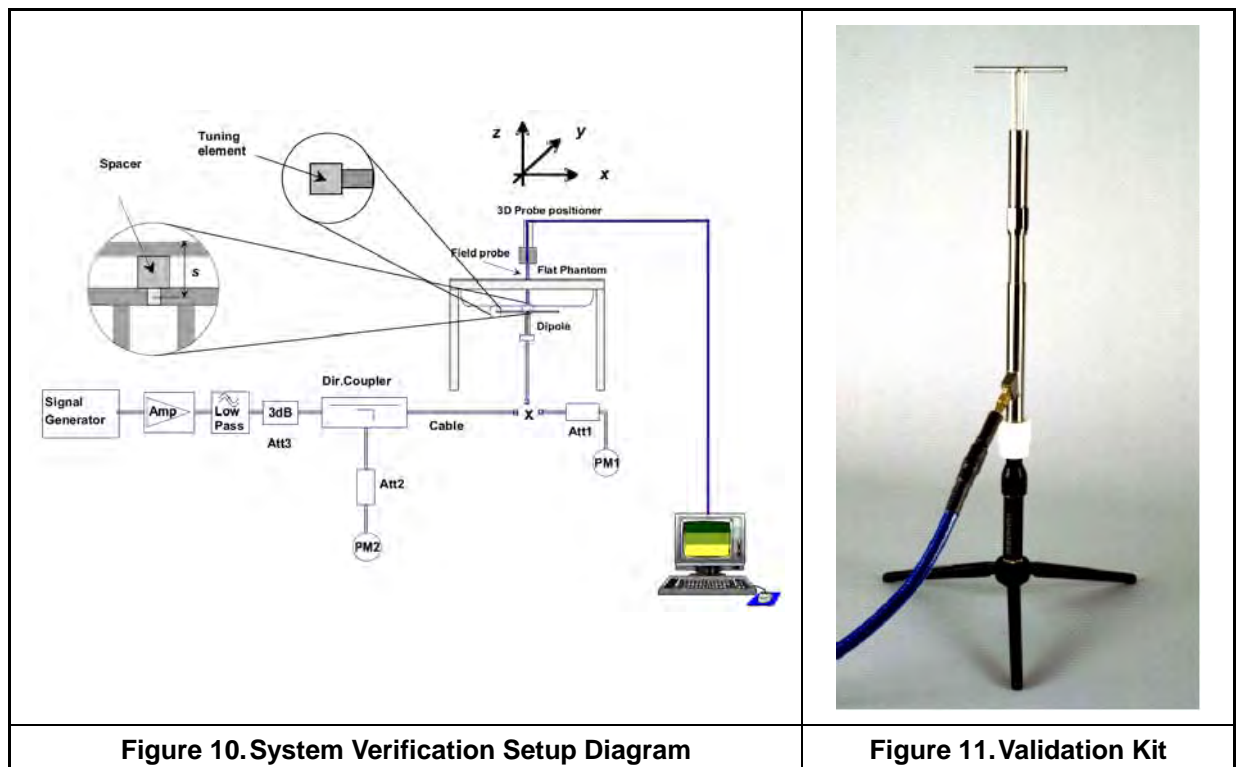 Tuning
element
Spacer
s
z
y
x
3D Probe positioner
Field probe
Flat Phantom
Dipole
Signal
Generator
Amp
Low
Pass
3dB
Att3
Dir.Coupler
Cable
x
Att1
PM1
Att2
PM2
Figure 10.System Verification Setup Diagram
Figure 11.Validation Kit